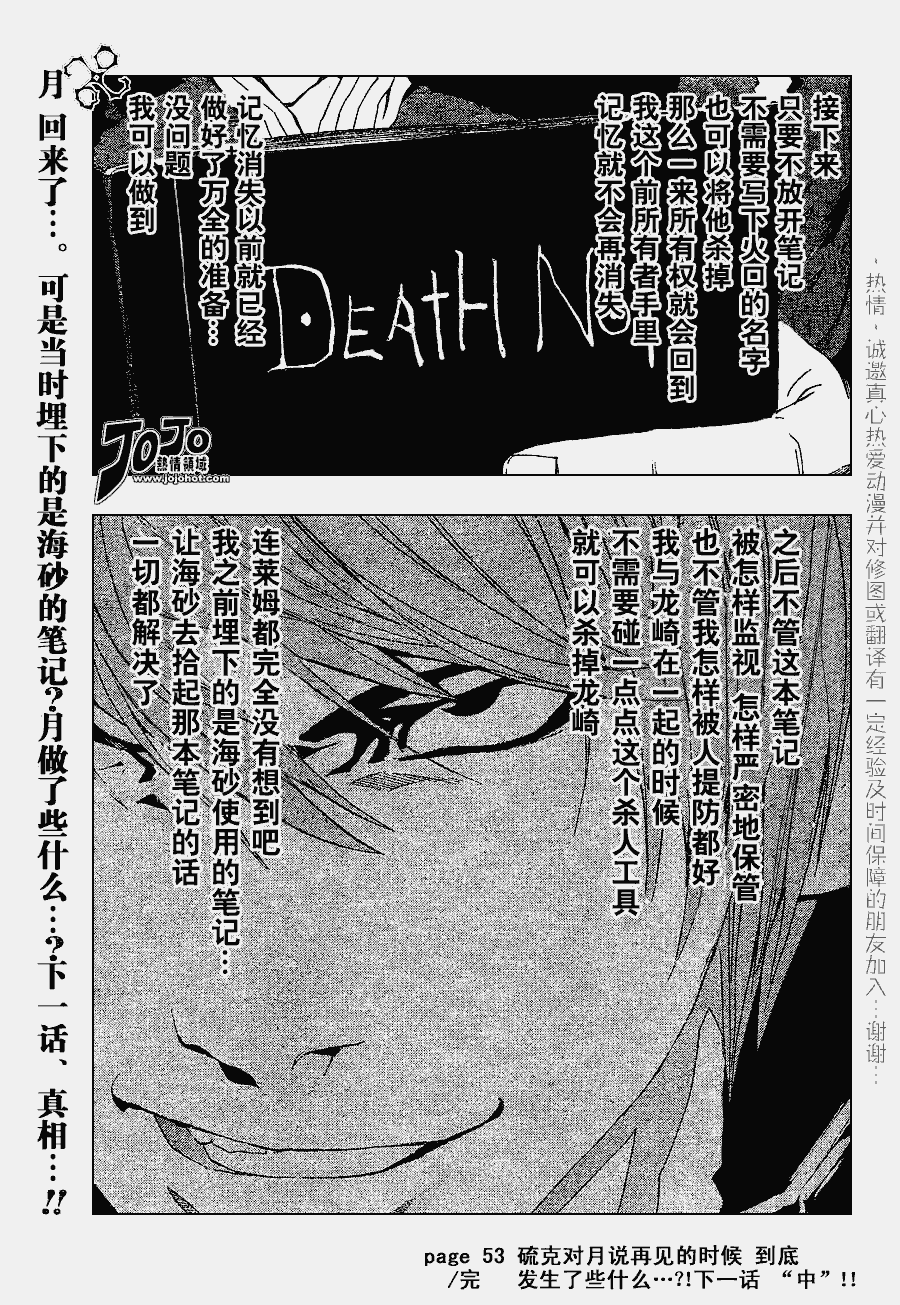 接下来
只要不放开笔记
不需要写下火口的名字
也可以将他杀掉
那么一来所有权就会回到
我这个前所有者手里
记忆就不会再消失
记忆消失以前就已经
做好了万全的准备…
没问题
我可以做到
DEATH NOT
JOJO
熱情領域
www.jojohot.com
之后不管这本笔记
被怎样监视 怎样严密地保管
也不管我怎样被人提防都好
我与龙崎在一起的时候
不需要碰一点点这个杀人工具
就可以杀掉龙崎
连莱姆都完全没有想到吧
我之前埋下的是海砂使用的笔记…
让海砂去拾起那本笔记的话
一切都解决了
月 回来了…。可是当时埋下的是海砂的笔记?月做了些什么…?下一话、真相…!!
~热情~诚邀真心热爱动漫并对修图或翻译有一定经验及时间保障的朋友加入…谢谢…
page 53 硫克对月说再见的时候 到底
/完 发生了些什么…?!下一话 “中”!!